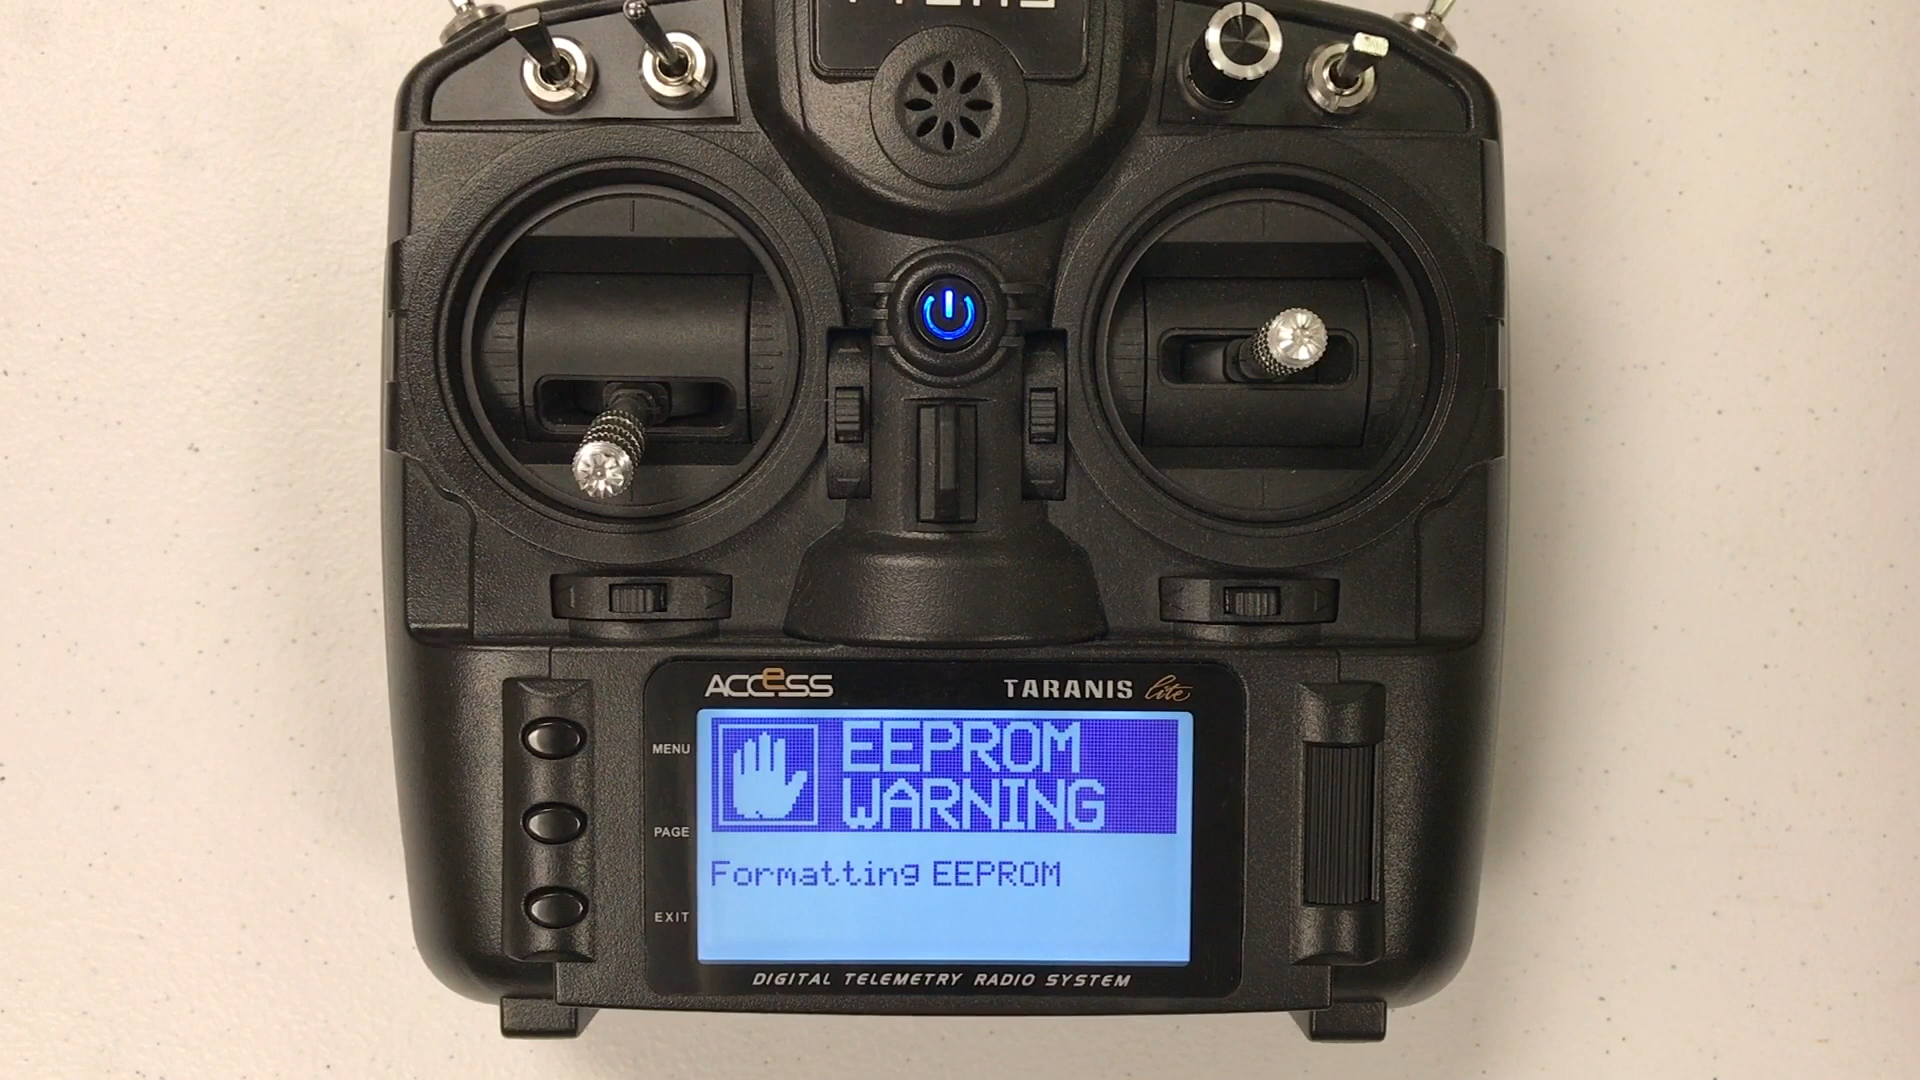 ACCeSS
TARANIS lite
MENU
PAGE
EXIT
EEPROM
WARNING
Formatting EEPROM
DIGITAL TELEMETRY RADIO SYSTEM